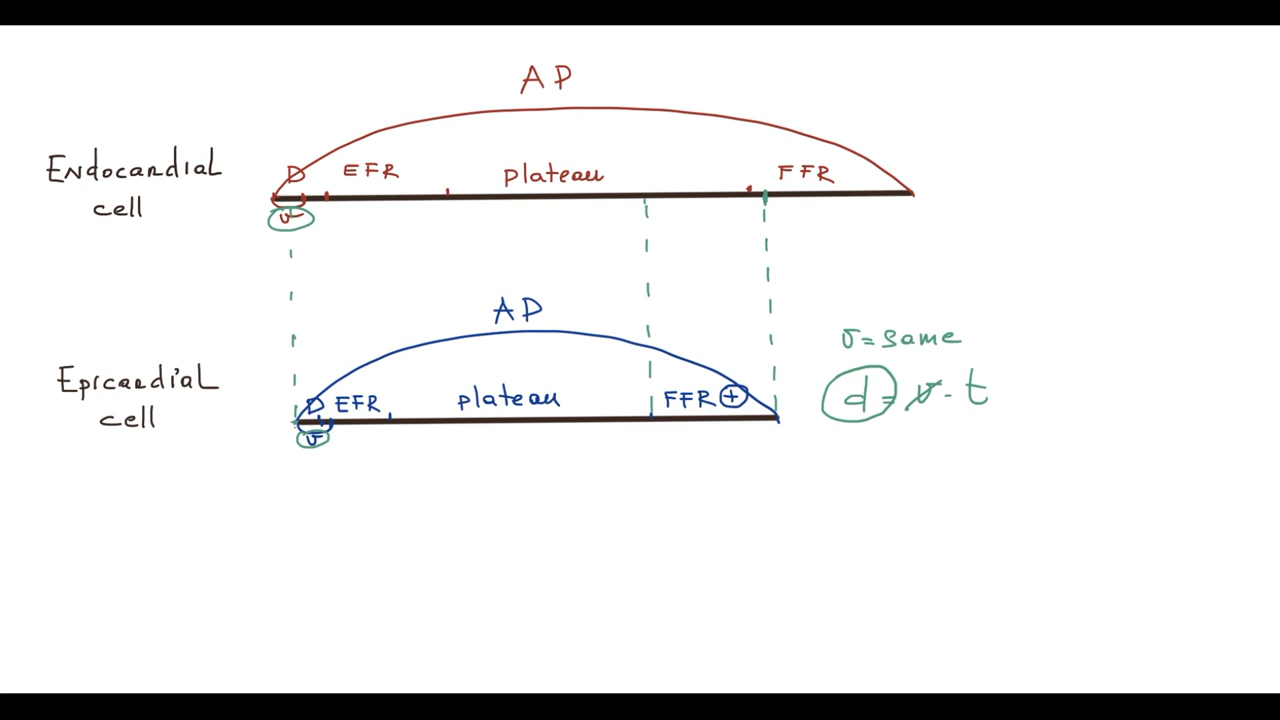 AP
Endocardial
cell
D EFR plateau FFR
v
AP
Epicardial
cell
D EFR plateau FFR +
v
v = same
d = v · t